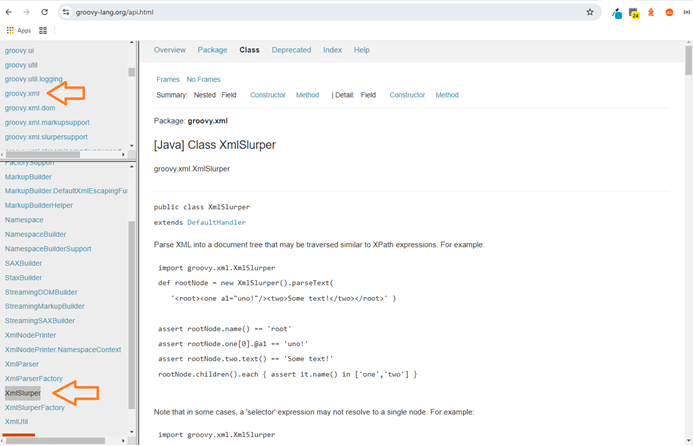 groovy-lang.org/api.html
24
Apps
groovy.ui
groovy.util
groovy.util.logging
groovy.xml
groovy.xml.dom
groovy.xml.markupsupport
groovy.xml.slurpersupport
FactorySupport
MarkupBuilder
MarkupBuilder.DefaultXmlEscapingFun
MarkupBuilderHelper
Namespace
NamespaceBuilder
NamespaceBuilderSupport
SAXBuilder
StaxBuilder
StreamingDOMBuilder
StreamingMarkupBuilder
StreamingSAXBuilder
XmlNodePrinter
XmlNodePrinter.NamespaceContext
XmlParser
XmlParserFactory
XmlSlurper
XmlSlurperFactory
XmlUtil
Overview Package Class Deprecated Index Help
Frames No Frames
Summary: Nested Field Constructor Method | Detail: Field Constructor Method
Package: groovy.xml
[Java] Class XmlSlurper
groovy.xml.XmlSlurper
public class XmlSlurper
extends DefaultHandler
Parse XML into a document tree that may be traversed similar to XPath expressions. For example:
import groovy.xml.XmlSlurper
def rootNode = new XmlSlurper().parseText(
'<root><one a1="uno!"/><two>Some text!</two></root>' )
assert rootNode.name() == 'root'
assert rootNode.one[0].@a1 == 'uno!'
assert rootNode.two.text() == 'Some text!'
rootNode.children().each { assert it.name() in ['one','two'] }
Note that in some cases, a 'selector' expression may not resolve to a single node. For example:
import groovy.xml.XmlSlurper